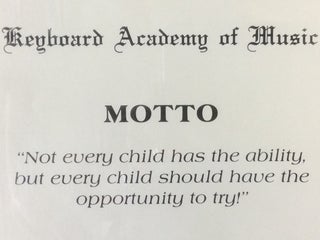 Keyboard Academy of Music
MOTTO
“Not every child has the ability,
but every child should have the
opportunity to try!”